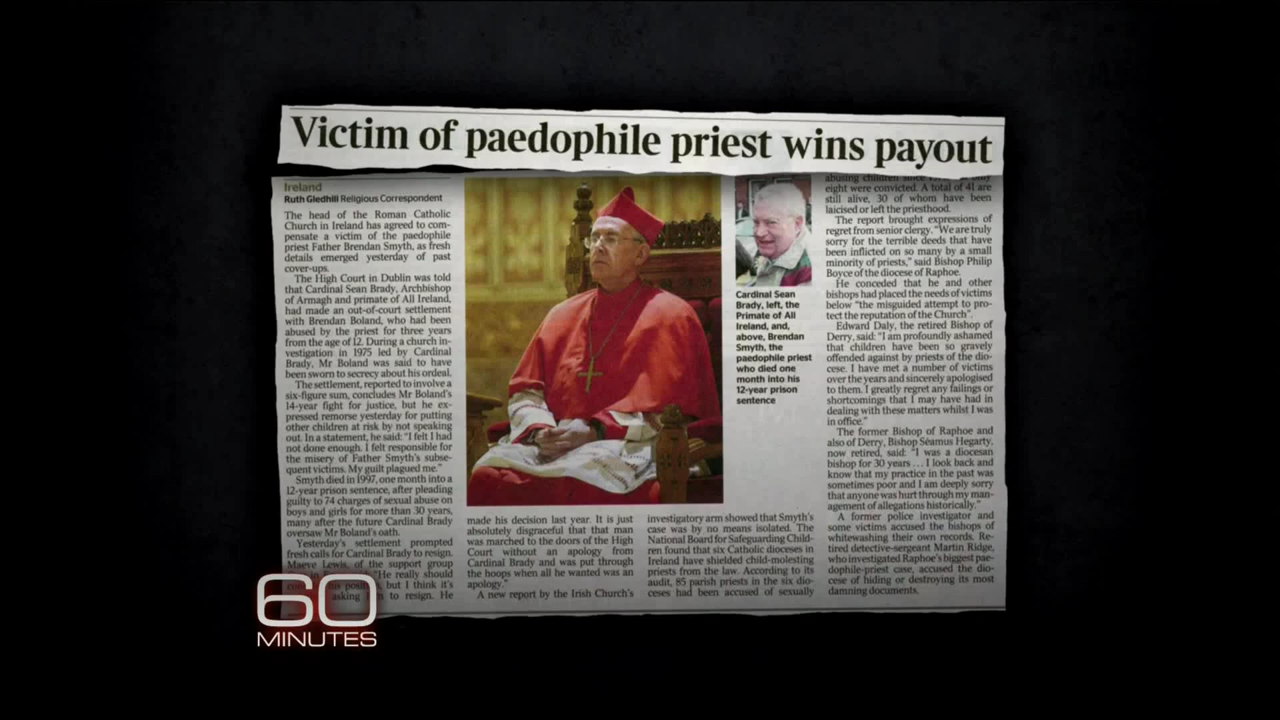 Victim of paedophile priest wins payout
Ireland
Ruth Gledhill Religious Correspondent
The head of the Roman Catholic
Church in Ireland has agreed to com-
pensate a victim of the paedophile
priest Father Brendan Smyth, as fresh
details emerged yesterday of past
cover-ups.
The High Court in Dublin was told
that Cardinal Sean Brady, Archbishop
of Armagh and primate of All Ireland,
had made an out-of-court settlement
with Brendan Boland, who had been
abused by the priest for three years
from the age of 12. During a church in-
vestigation in 1975 led by Cardinal
Brady, Mr Boland was said to have
been sworn to secrecy about his ordeal.
The settlement, reported to involve a
six-figure sum, concludes Mr Boland's
14-year fight for justice, but he ex-
pressed remorse yesterday for putting
other children at risk by not speaking
out. In a statement, he said: "I felt I had
not done enough. I felt responsible for
the misery of Father Smyth's subse-
quent victims. My guilt plagued me."
Smyth died in 1997, one month into a
12-year prison sentence, after pleading
guilty to 74 charges of sexual abuse on
boys and girls for more than 30 years,
many after the future Cardinal Brady
oversaw Mr Boland's oath.
Yesterday's settlement prompted
fresh calls for Cardinal Brady to resign.
Maeve Lewis, of the support group
"He really should
but I think it's
asking to resign. He
made his decision last year. It is just
absolutely disgraceful that that man
was marched to the doors of the High
Court without an apology from
Cardinal Brady and was put through
the hoops when all he wanted was an
apology."
A new report by the Irish Church's
investigatory arm showed that Smyth's
case was by no means isolated. The
National Board for Safeguarding Chil-
dren found that six Catholic dioceses in
Ireland have shielded child-molesting
priests from the law. According to its
audit, 85 parish priests in the six dio-
ceses had been accused of sexually
Cardinal Sean
Brady, left, the
Primate of All
Ireland, and,
above, Brendan
Smyth, the
paedophile priest
who died one
month into his
12-year prison
sentence
abusing children since
eight were convicted. A total of 41 are
still alive, 30 of whom have been
laicised or left the priesthood.
The report brought expressions of
regret from senior clergy. "We are truly
sorry for the terrible deeds that have
been inflicted on so many by a small
minority of priests," said Bishop Philip
Boyce of the diocese of Raphoe.
He conceded that he and other
bishops had placed the needs of victims
below "the misguided attempt to pro-
tect the reputation of the Church".
Edward Daly, the retired Bishop of
Derry, said: "I am profoundly ashamed
that children have been so gravely
offended against by priests of the dio-
cese. I have met a number of victims
over the years and sincerely apologised
to them. I greatly regret any failings or
shortcomings that I may have had in
dealing with these matters whilst I was
in office."
The former Bishop of Raphoe and
also of Derry, Bishop Séamus Hegarty,
now retired, said: "I was a diocesan
bishop for 30 years ... I look back and
know that my practice in the past was
sometimes poor and I am deeply sorry
that anyone was hurt through my man-
agement of allegations historically."
A former police investigator and
some victims accused the bishops of
whitewashing their own records. Re-
tired detective-sergeant Martin Ridge,
who investigated Raphoe's biggest pae-
dophile-priest case, accused the dio-
cese of hiding or destroying its most
damning documents.
60
MINUTES